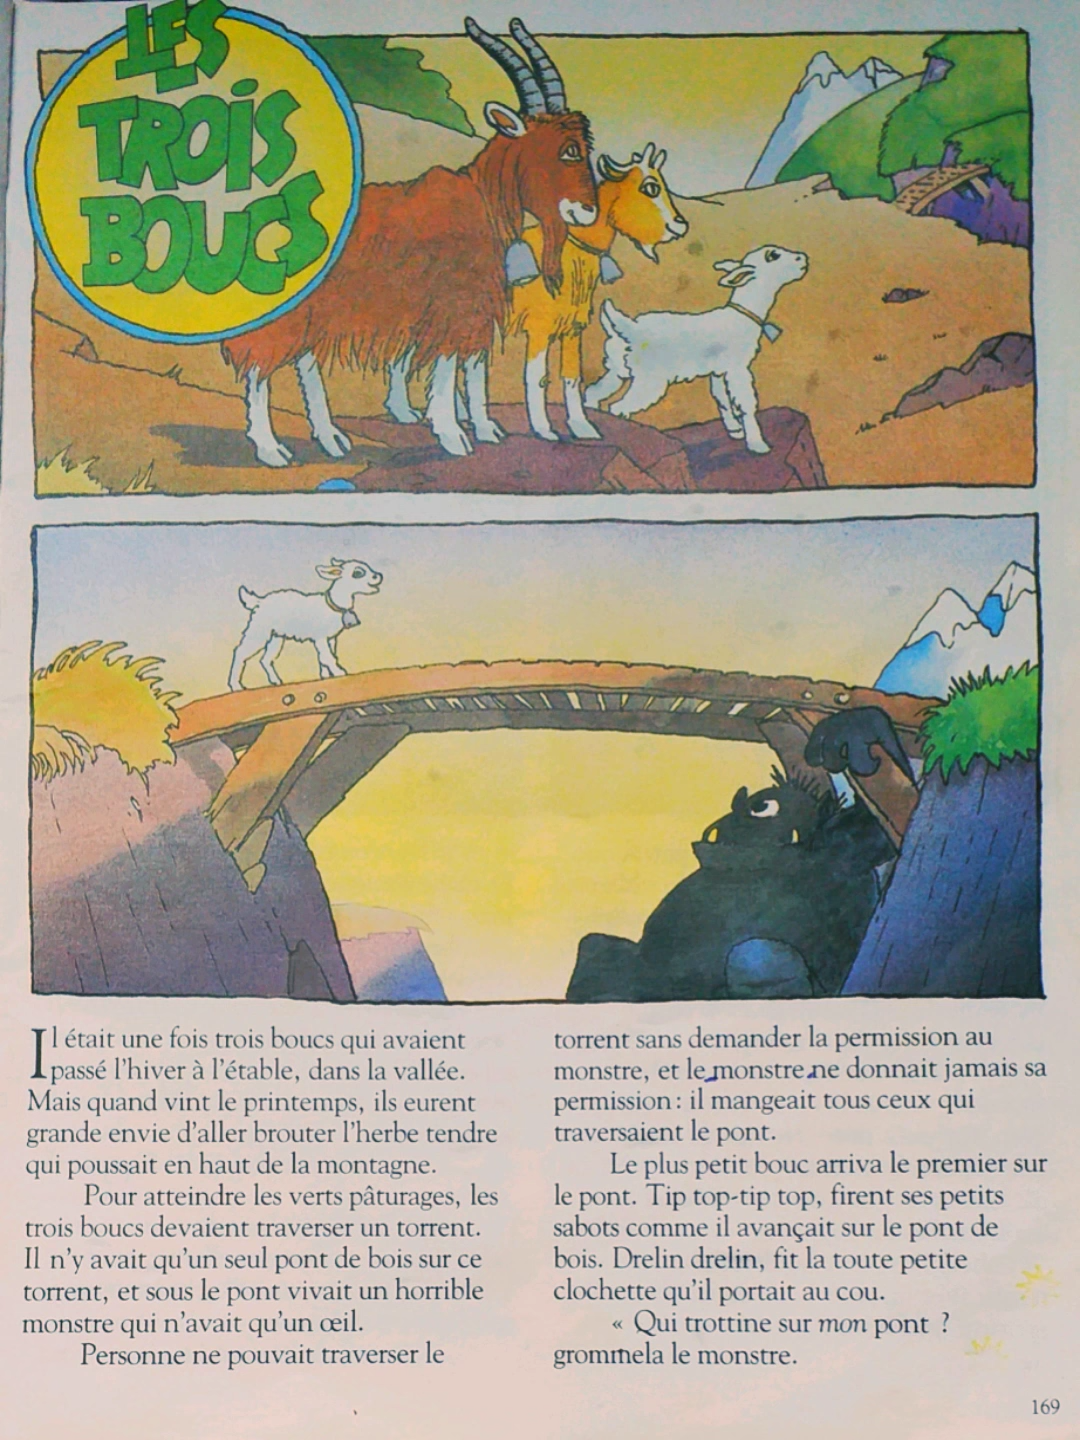 LES
TROIS
BOUCS
Il était une fois trois boucs qui avaient
passé l'hiver à l'étable, dans la vallée.
Mais quand vint le printemps, ils eurent
grande envie d'aller brouter l'herbe tendre
qui poussait en haut de la montagne.
Pour atteindre les verts pâturages, les
trois boucs devaient traverser un torrent.
Il n'y avait qu'un seul pont de bois sur ce
torrent, et sous le pont vivait un horrible
monstre qui n'avait qu'un œil.
Personne ne pouvait traverser le
torrent sans demander la permission au
monstre, et le monstre ne donnait jamais sa
permission : il mangeait tous ceux qui
traversaient le pont.
Le plus petit bouc arriva le premier sur
le pont. Tip top-tip top, firent ses petits
sabots comme il avançait sur le pont de
bois. Drelin drelin, fit la toute petite
clochette qu'il portait au cou.
« Qui trottine sur mon pont ?
grommela le monstre.
169